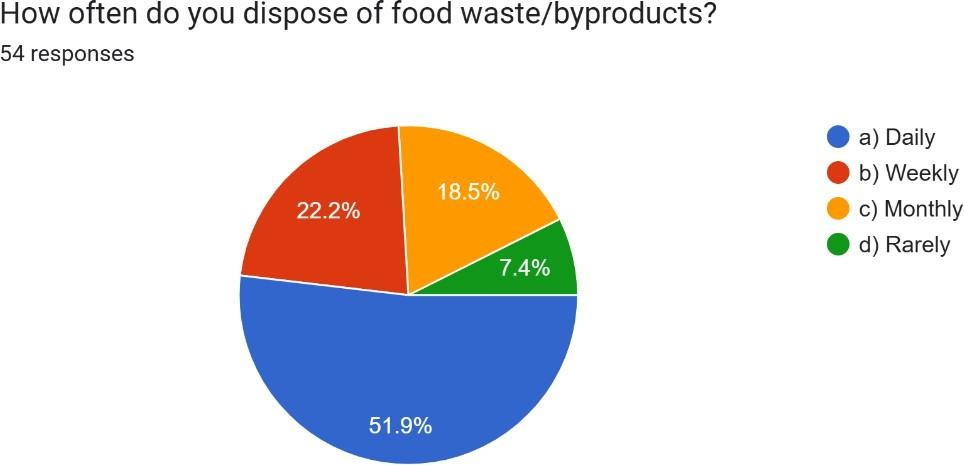 How often do you dispose of food waste/byproducts?
54 responses
a) Daily
b) Weekly
c) Monthly
d) Rarely
18.5%
22.2%
7.4%
51.9%